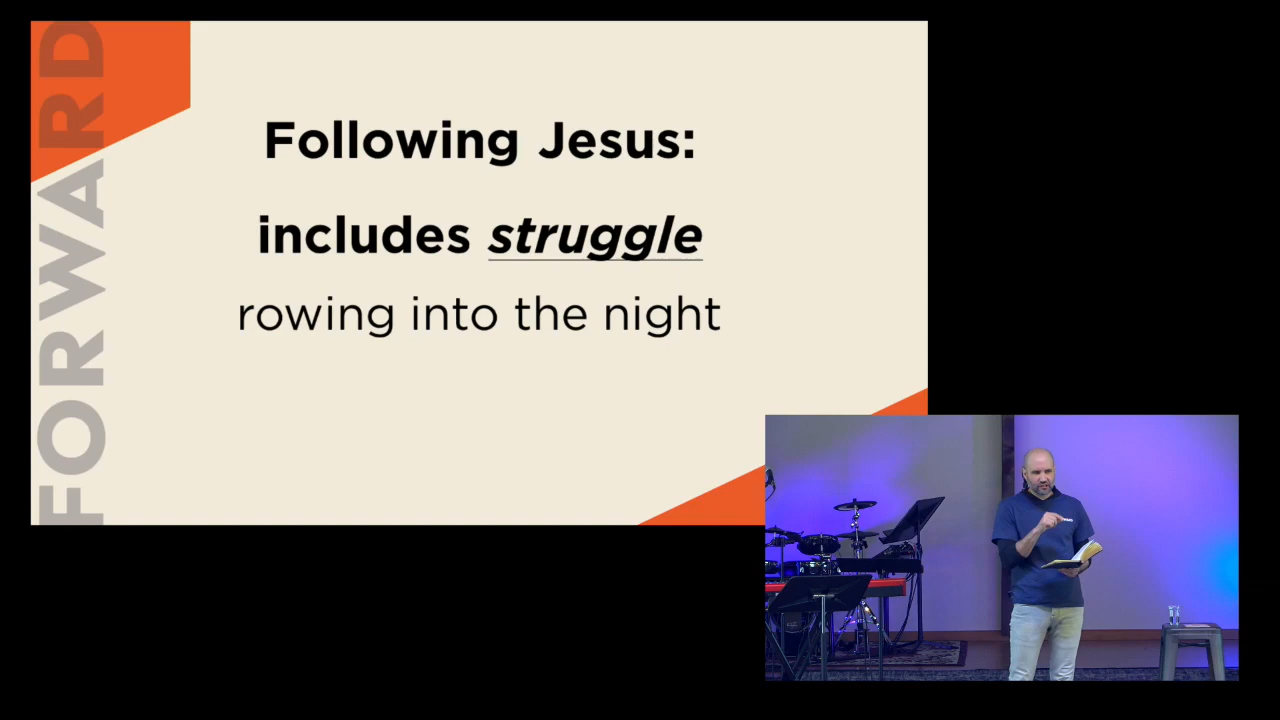 FORWARD
Following Jesus:
includes struggle
rowing into the night